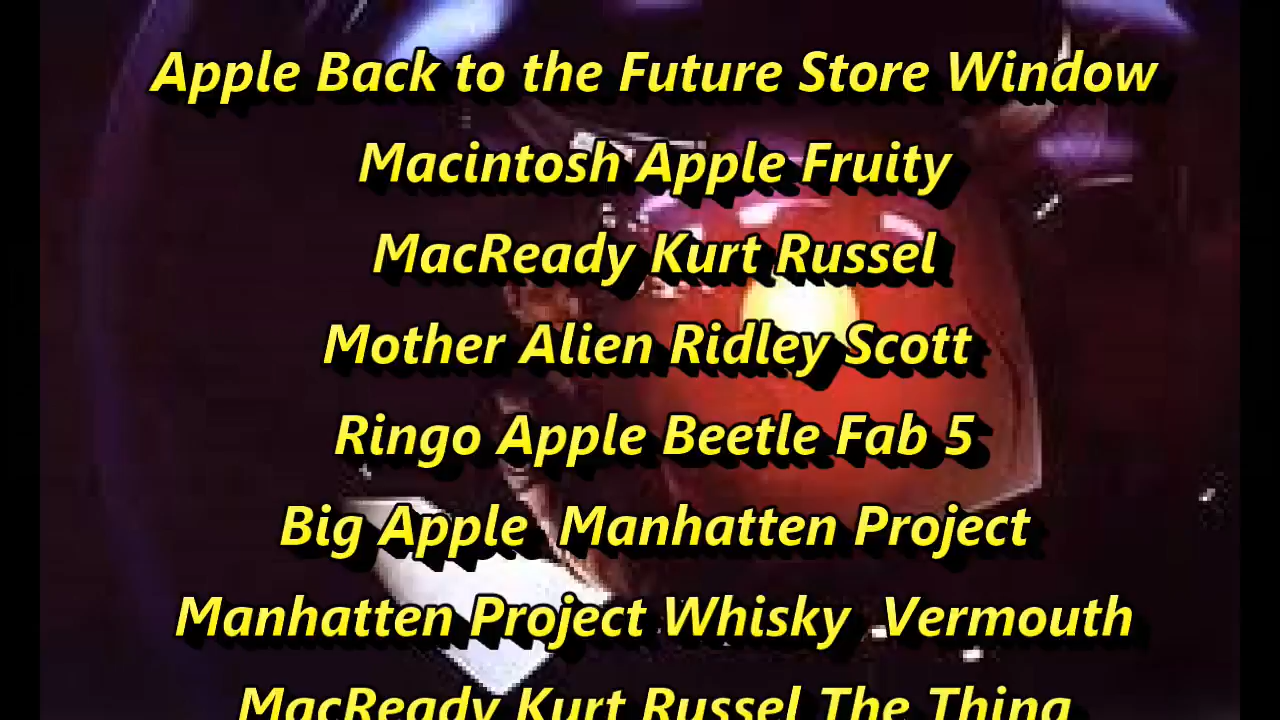 Apple Back to the Future Store Window
Macintosh Apple Fruity
MacReady Kurt Russel
Mother Alien Ridley Scott
Ringo Apple Beetle Fab 5
Big Apple  Manhatten Project
Manhatten Project Whisky  Vermouth
MacReady Kurt Russel The Thing